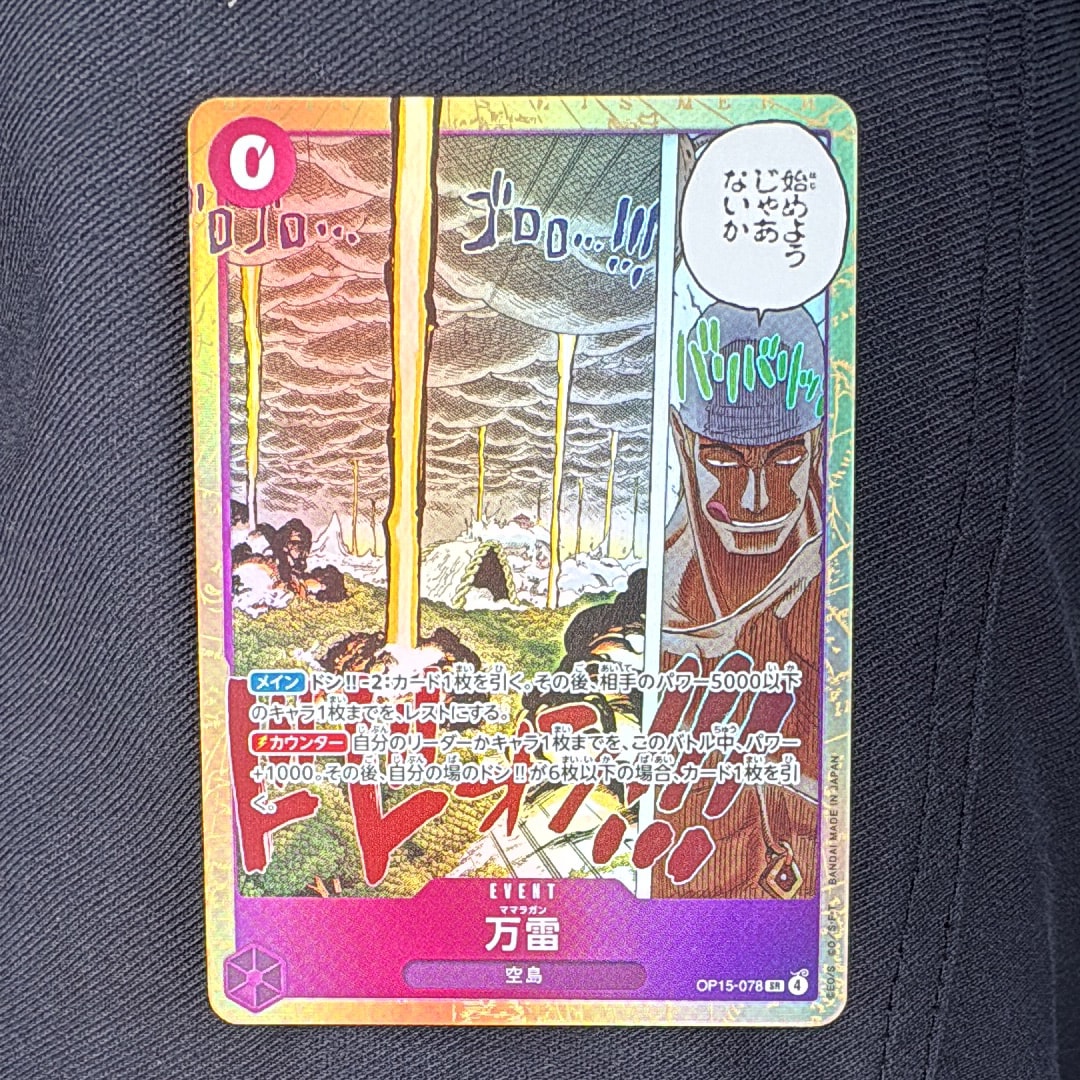 0
ゴロゴロ…
ゴロロ…!!!
始めよう
じゃあ
ないか
バリバリッ
メイン ドン!!-2:カード1枚を引く。その後、相手のパワー5000以下
のキャラ1枚までを、レストにする。
カウンター 自分のリーダーかキャラ1枚までを、このバトル中、パワー
+1000。その後、自分の場のドン!!が6枚以下の場合、カード1枚を引
く。
EVENT
ママラガン
万雷
空島
OP15-078 SR 4
©E.O/S. ©O/S・F・T BANDAI MADE IN JAPAN